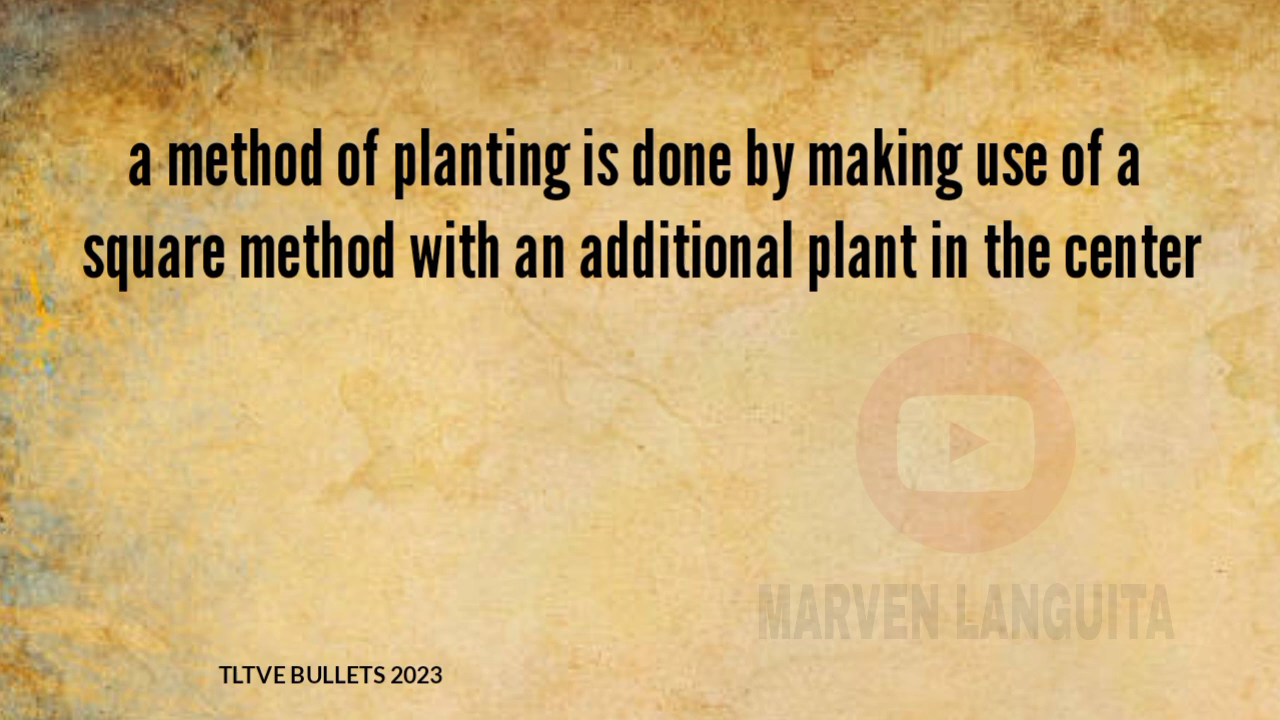 a method of planting is done by making use of a
square method with an additional plant in the center
MARVEN LANGUITA
TLTVE BULLETS 2023